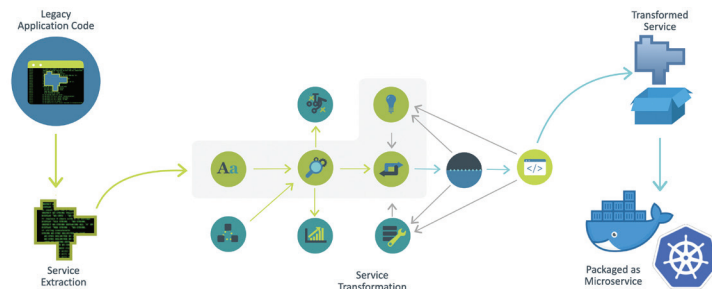 Legacy
Application Code
Transformed
Service
Aa
</>
Service
Extraction
Service
Transformation
Packaged as
Microservice